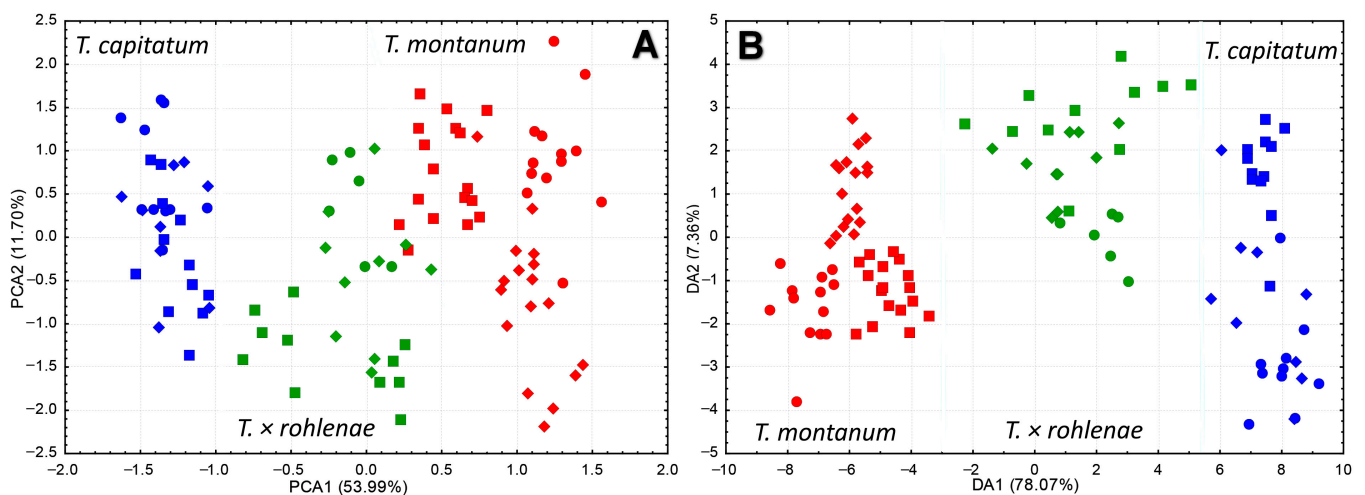 T. capitatum
T. montanum
A
2.5
2.0
1.5
1.0
0.5
0.0
−0.5
−1.0
−1.5
−2.0
−2.5
PCA2 (11.70%)
T. × rohlenae
−2.0 −1.5 −1.0 −0.5 0.0 0.5 1.0 1.5 2.0
PCA1 (53.99%)
B
T. capitatum
5
4
3
2
1
0
−1
−2
−3
−4
−5
DA2 (7.36%)
T. montanum
T. × rohlenae
−10 −8 −6 −4 −2 0 2 4 6 8 10
DA1 (78.07%)